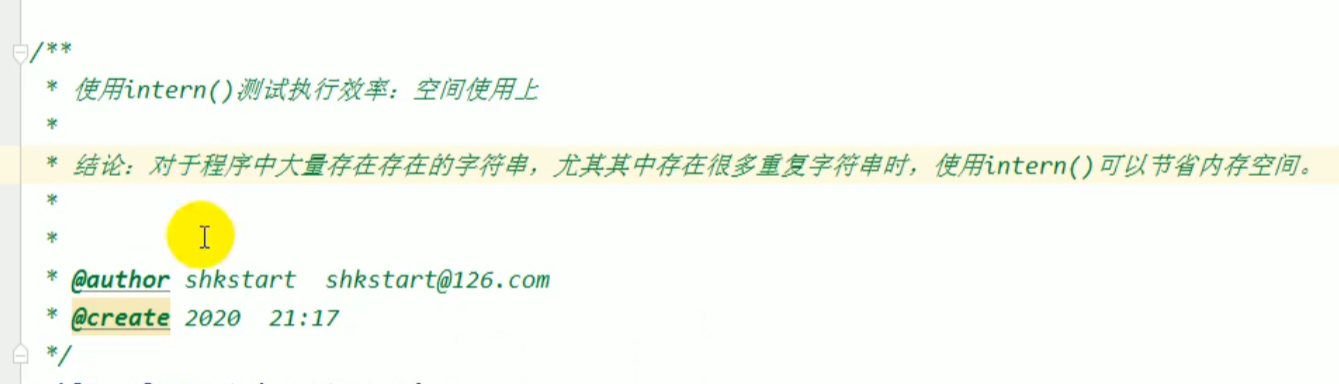 /**
* 使用intern()测试执行效率：空间使用上
*
* 结论：对于程序中大量存在存在的字符串，尤其其中存在很多重复字符串时，使用intern()可以节省内存空间。
*
*
* @author shkstart  shkstart@126.com
* @create 2020  21:17
*/